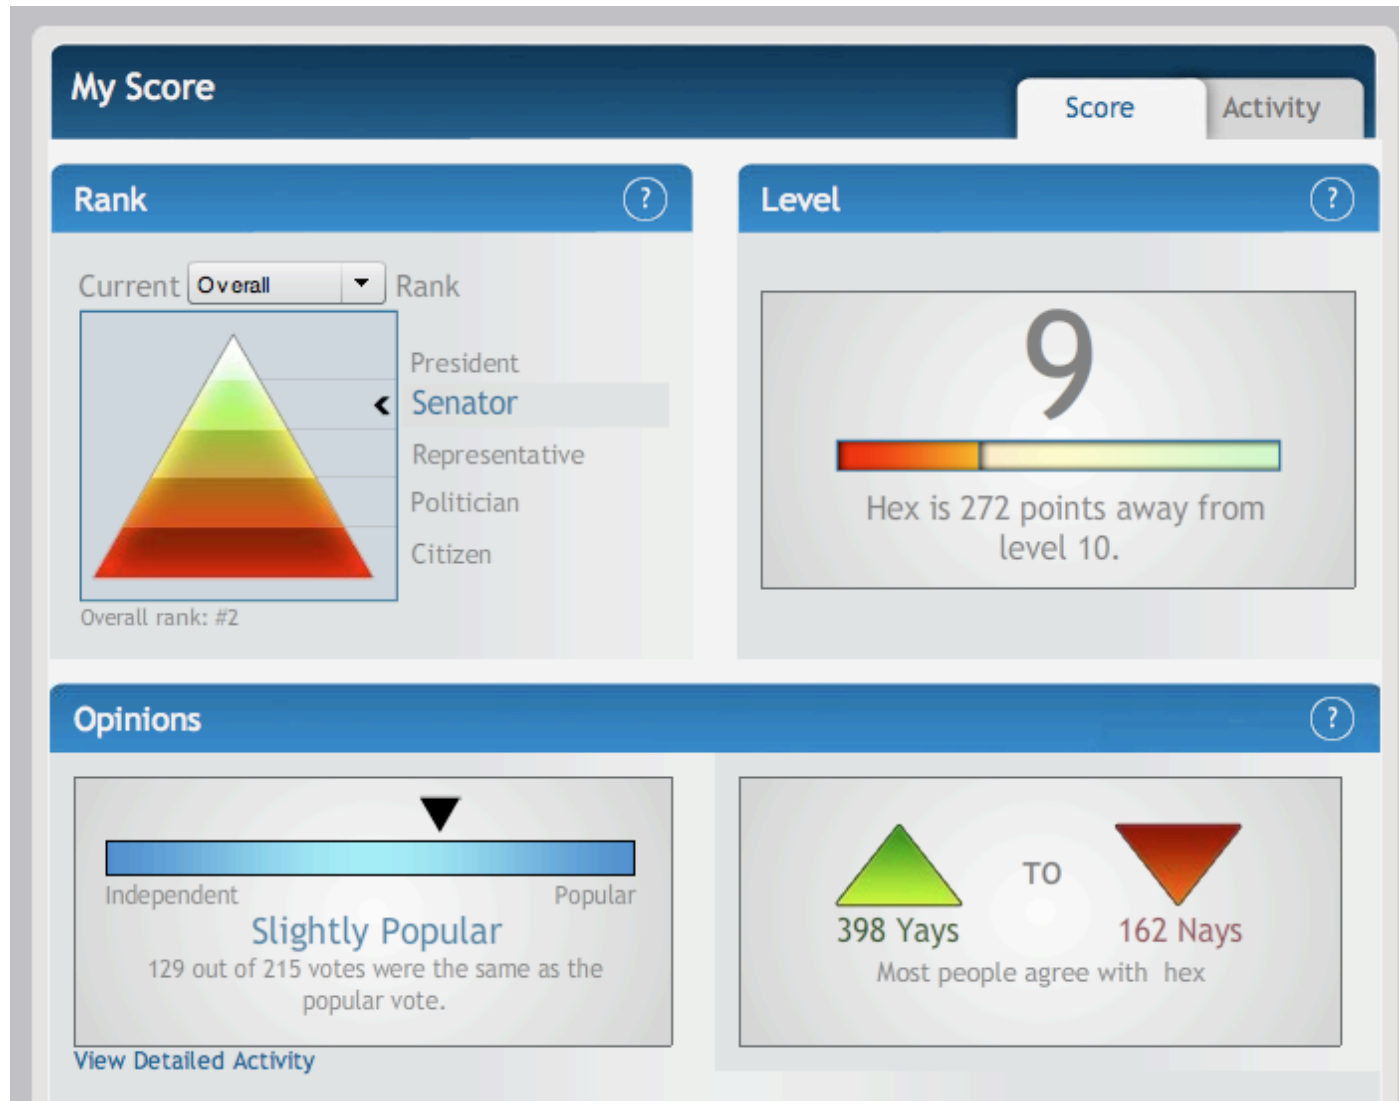 My Score
Score
Activity
Rank
?
Current Overall Rank
President
Senator
Representative
Politician
Citizen
Overall rank: #2
Level
?
9
Hex is 272 points away from
level 10.
Opinions
?
Independent
Popular
Slightly Popular
129 out of 215 votes were the same as the
popular vote.
View Detailed Activity
TO
398 Yays
162 Nays
Most people agree with hex